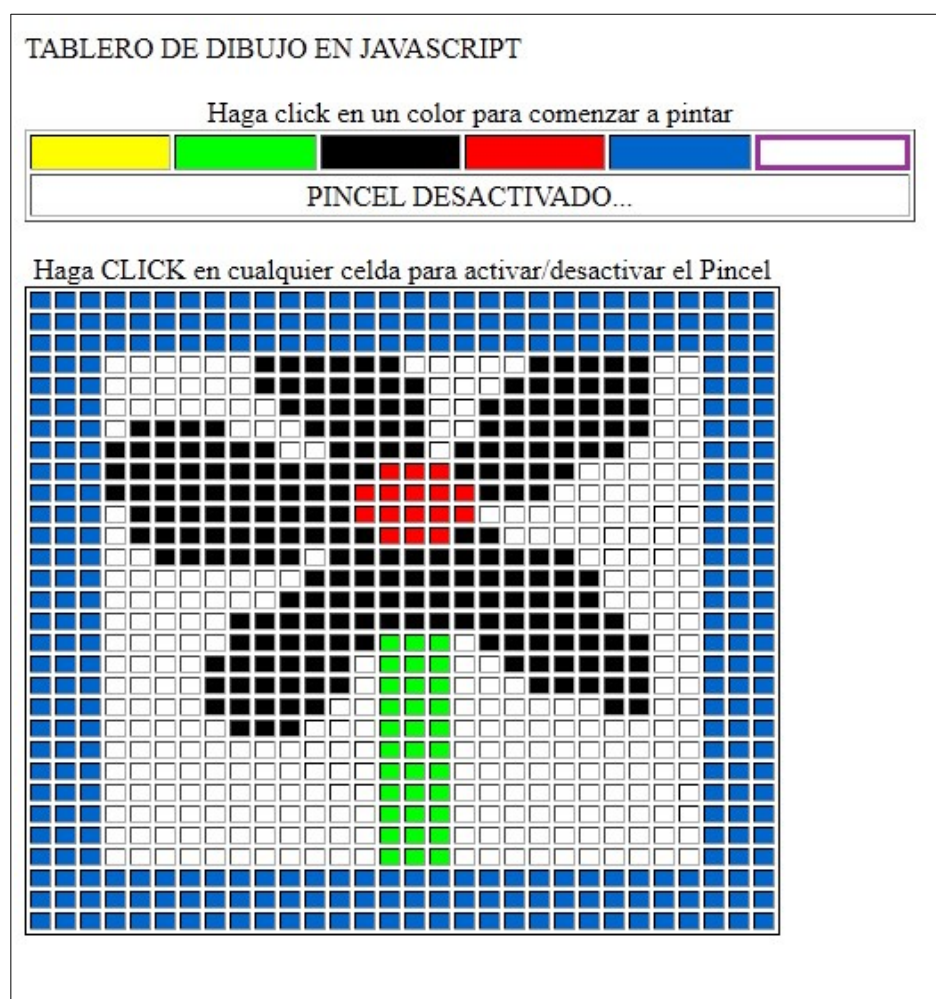 TABLERO DE DIBUJO EN JAVASCRIPT
Haga click en un color para comenzar a pintar
PINCEL DESACTIVADO...
Haga CLICK en cualquier celda para activar/desactivar el Pincel